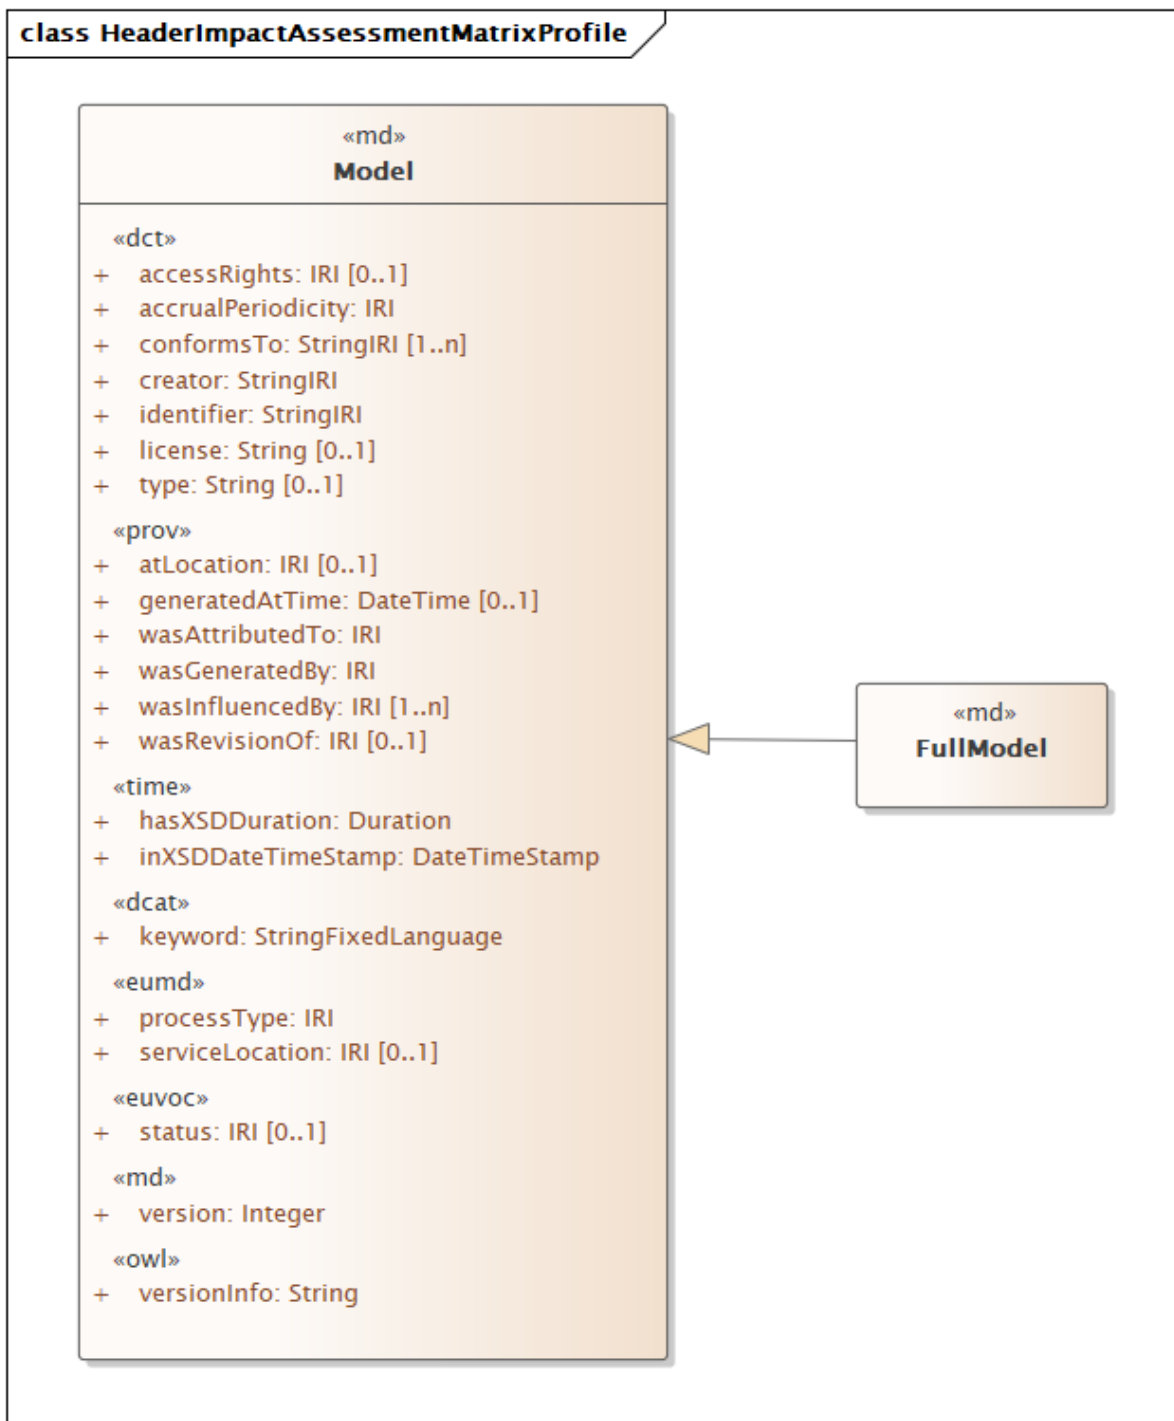 class HeaderImpactAssessmentMatrixProfile
«md»
Model
«dct»
+ accessRights: IRI [0..1]
+ accrualPeriodicity: IRI
+ conformsTo: StringIRI [1..n]
+ creator: StringIRI
+ identifier: StringIRI
+ license: String [0..1]
+ type: String [0..1]
«prov»
+ atLocation: IRI [0..1]
+ generatedAtTime: DateTime [0..1]
+ wasAttributedTo: IRI
+ wasGeneratedBy: IRI
+ wasInfluencedBy: IRI [1..n]
+ wasRevisionOf: IRI [0..1]
«time»
+ hasXSDDuration: Duration
+ inXSDDateTimeStamp: DateTimeStamp
«dcat»
+ keyword: StringFixedLanguage
«eumd»
+ processType: IRI
+ serviceLocation: IRI [0..1]
«euvoc»
+ status: IRI [0..1]
«md»
+ version: Integer
«owl»
+ versionInfo: String
«md»
FullModel